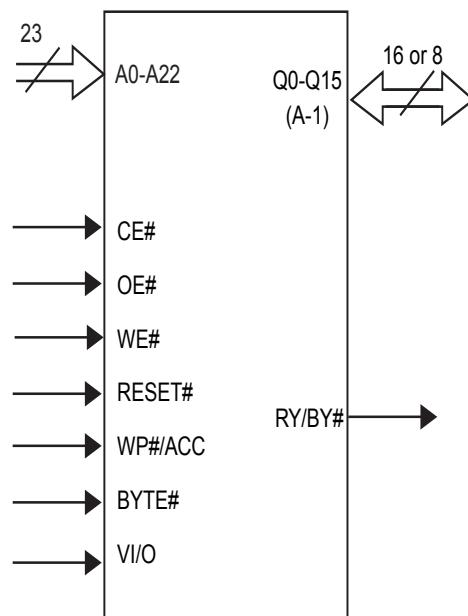 23
A0-A22
16 or 8
Q0-Q15
(A-1)
CE#
OE#
WE#
RESET#
RY/BY#
WP#/ACC
BYTE#
VI/O